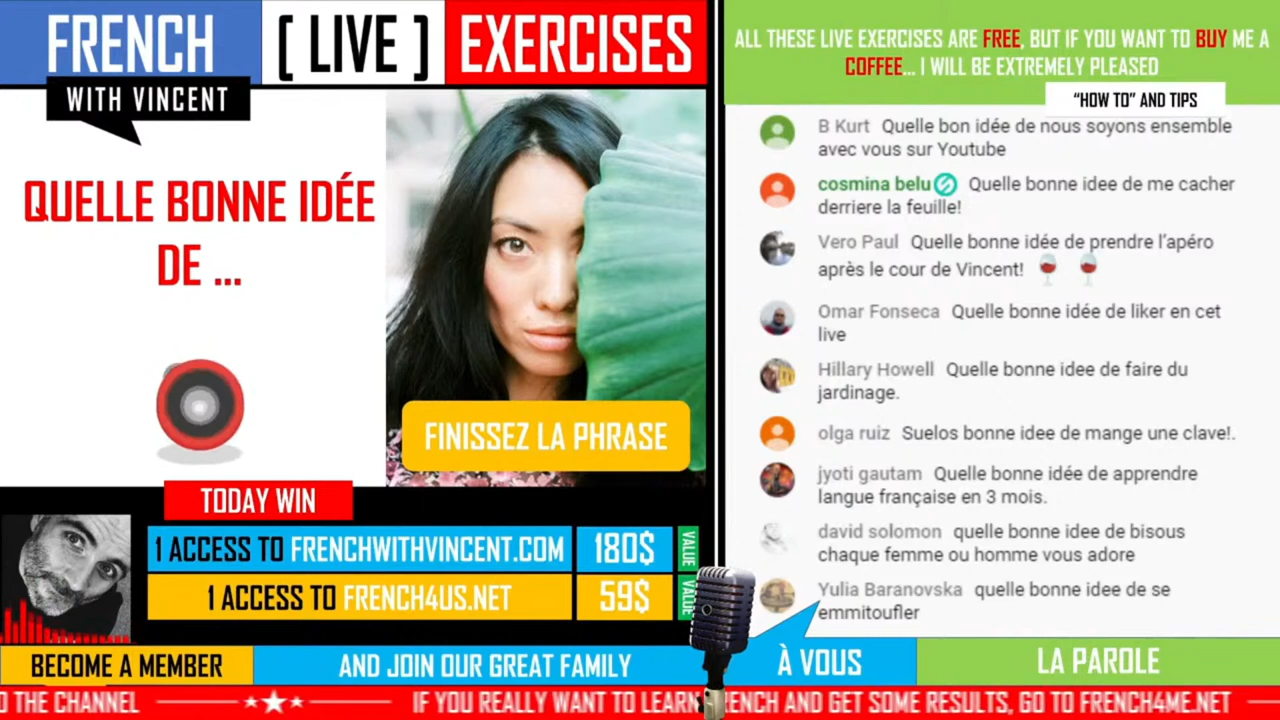 FRENCH
[ LIVE ]
EXERCISES
WITH VINCENT
QUELLE BONNE IDÉE
DE ...
FINISSEZ LA PHRASE
TODAY WIN
1 ACCESS TO FRENCHWITHVINCENT.COM
180$
VALUE
1 ACCESS TO FRENCH4US.NET
59$
VALUE
BECOME A MEMBER
AND JOIN OUR GREAT FAMILY
ALL THESE LIVE EXERCISES ARE FREE, BUT IF YOU WANT TO BUY ME A
COFFEE... I WILL BE EXTREMELY PLEASED
“HOW TO” AND TIPS
B Kurt Quelle bon idée de nous soyons ensemble
avec vous sur Youtube
cosmina belu Quelle bonne idee de me cacher
derriere la feuille!
Vero Paul Quelle bonne idée de prendre l'apéro
après le cour de Vincent!
Omar Fonseca Quelle bonne idée de liker en cet
live
Hillary Howell Quelle bonne idee de faire du
jardinage.
olga ruiz Suelos bonne idee de mange une clave!.
jyoti gautam Quelle bonne idée de apprendre
langue française en 3 mois.
david solomon quelle bonne idee de bisous
chaque femme ou homme vous adore
Yulia Baranovska quelle bonne idee de se
emmitoufler
À VOUS
LA PAROLE
O THE CHANNEL
IF YOU REALLY WANT TO LEARN ENCH AND GET SOME RESULTS, GO TO FRENCH4ME.NET